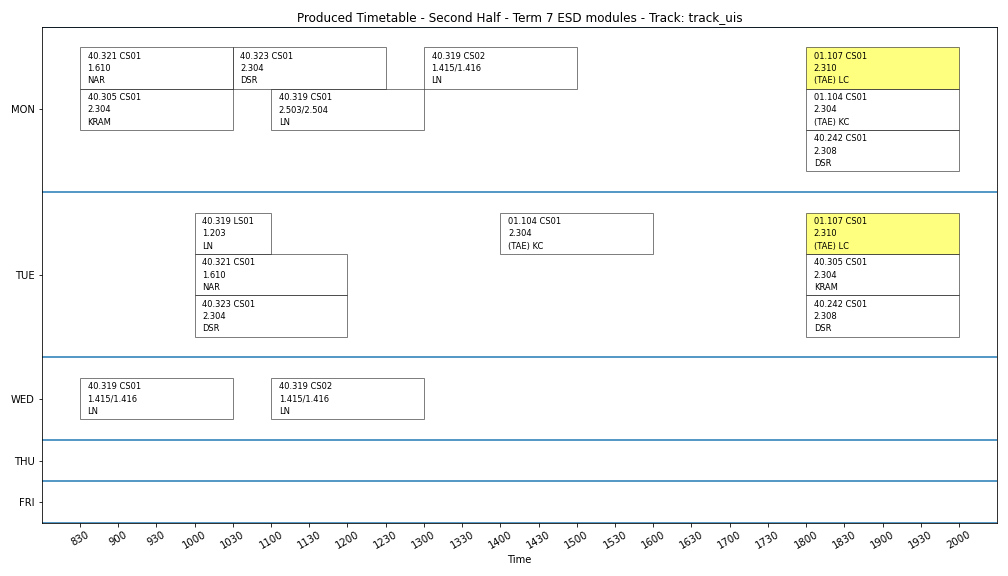 Produced Timetable - Second Half - Term 7 ESD modules - Track: track_uis
MON
40.321 CS01
1.610
NAR
40.323 CS01
2.304
DSR
40.319 CS02
1.415/1.416
LN
01.107 CS01
2.310
(TAE) LC
40.305 CS01
2.304
KRAM
40.319 CS01
2.503/2.504
LN
01.104 CS01
2.304
(TAE) KC
40.242 CS01
2.308
DSR
TUE
40.319 LS01
1.203
LN
01.104 CS01
2.304
(TAE) KC
01.107 CS01
2.310
(TAE) LC
40.321 CS01
1.610
NAR
40.305 CS01
2.304
KRAM
40.323 CS01
2.304
DSR
40.242 CS01
2.308
DSR
WED
40.319 CS01
1.415/1.416
LN
40.319 CS02
1.415/1.416
LN
THU
FRI
830 900 930 1000 1030 1100 1130 1200 1230 1300 1330 1400 1430 1500 1530 1600 1630 1700 1730 1800 1830 1900 1930 2000
Time